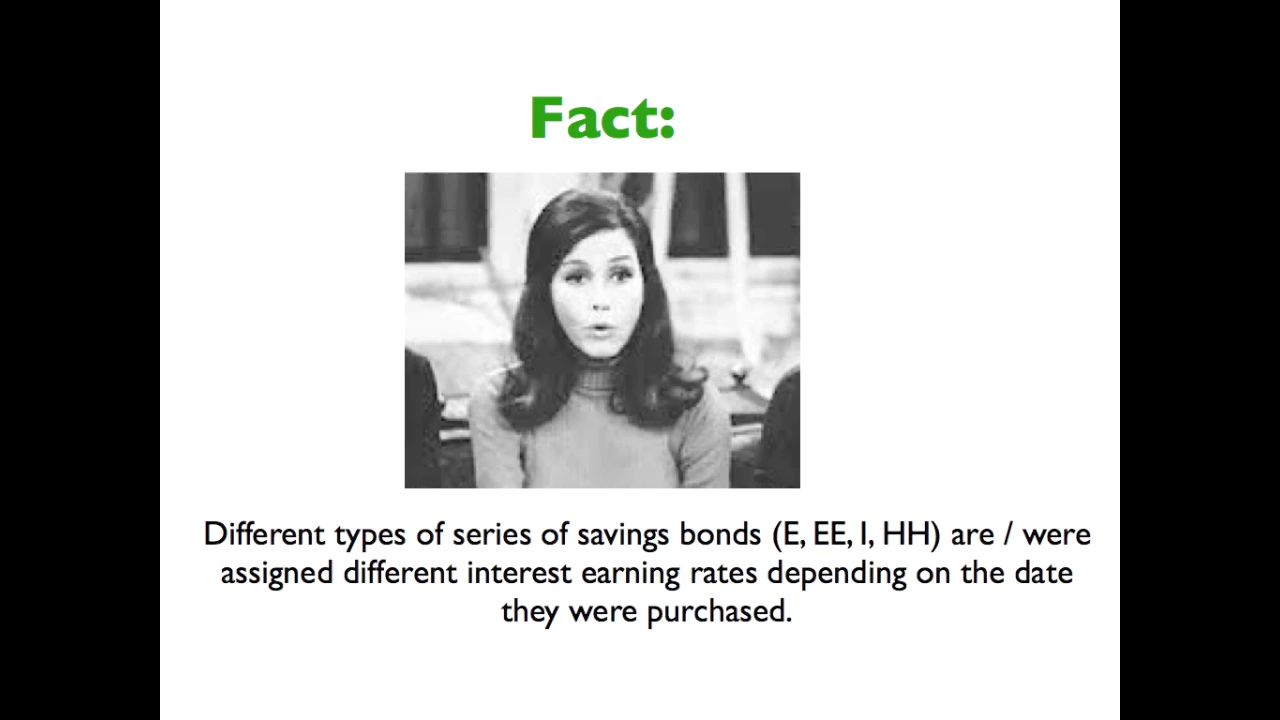 Fact:
Different types of series of savings bonds (E, EE, I, HH) are / were
assigned different interest earning rates depending on the date
they were purchased.